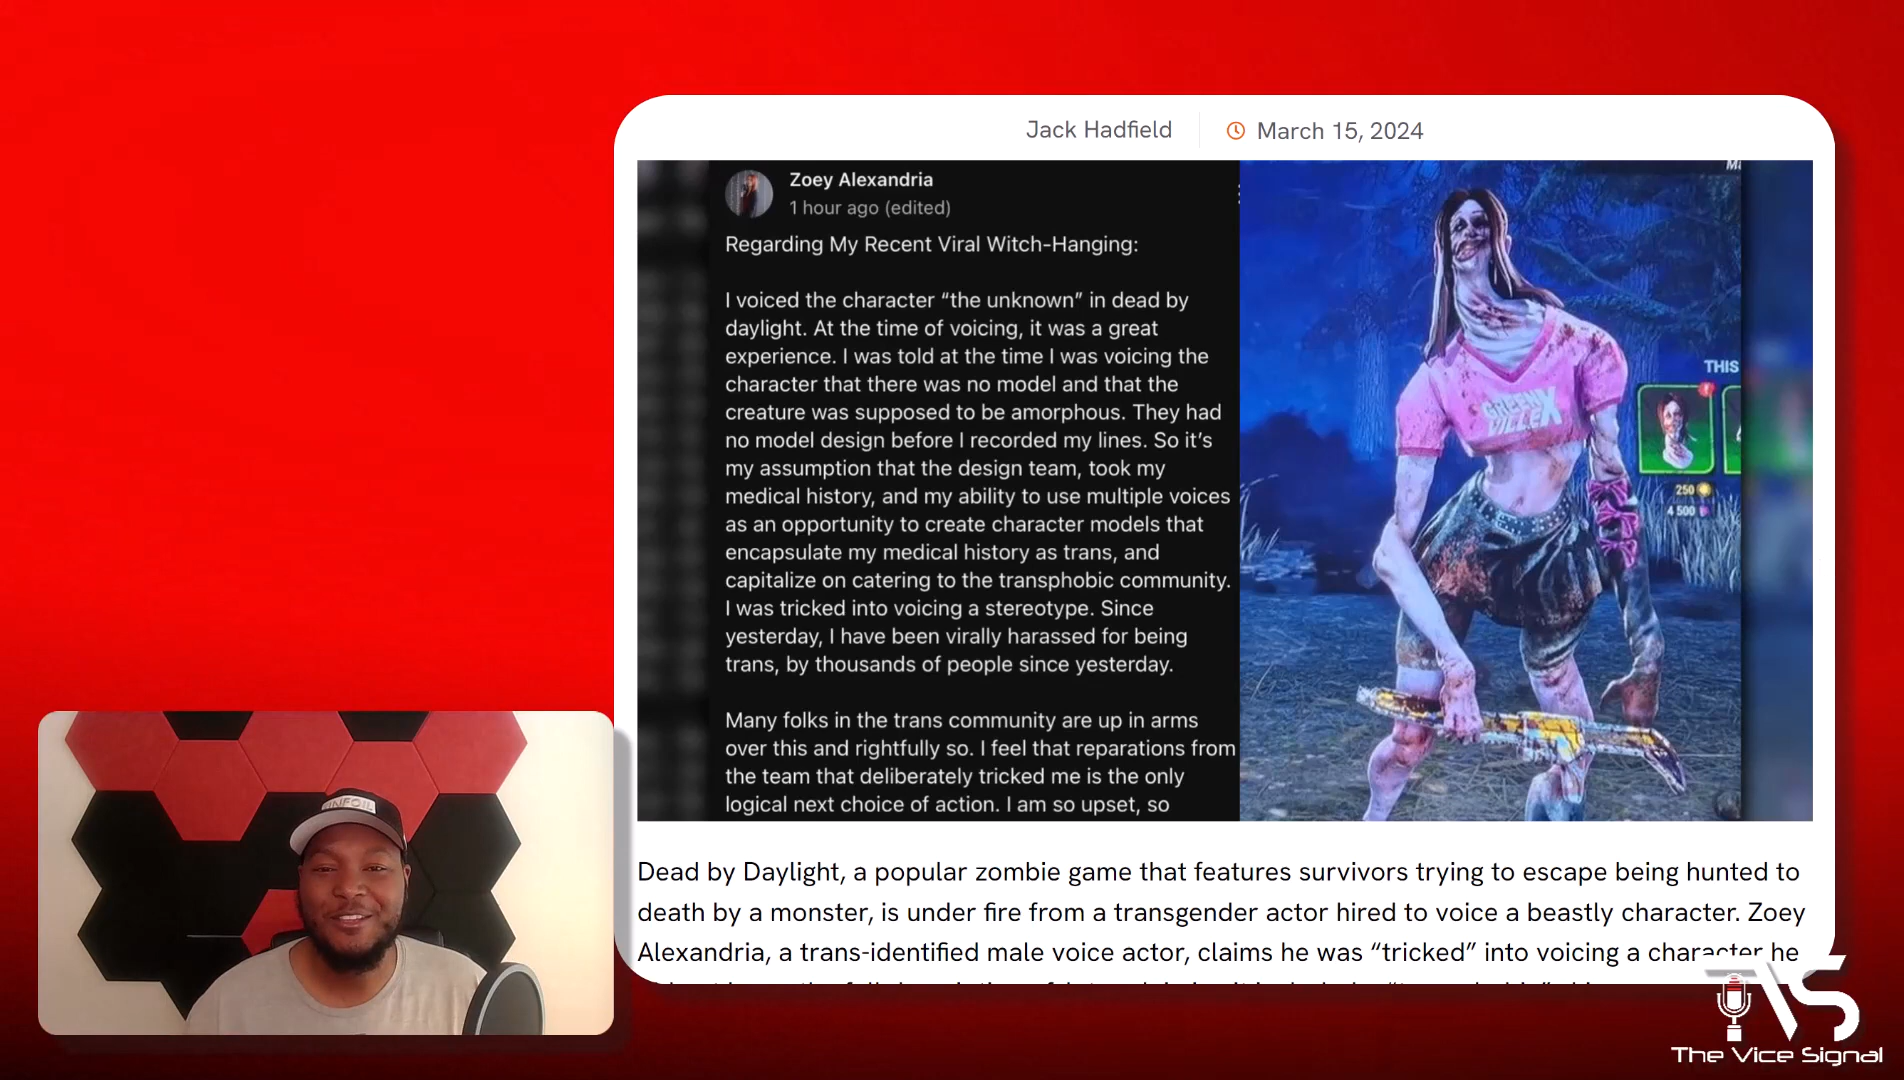 Jack Hadfield
March 15, 2024
Zoey Alexandria
1 hour ago (edited)
Regarding My Recent Viral Witch-Hanging:
I voiced the character “the unknown” in dead by
daylight. At the time of voicing, it was a great
experience. I was told at the time I was voicing the
character that there was no model and that the
creature was supposed to be amorphous. They had
no model design before I recorded my lines. So it’s
my assumption that the design team, took my
medical history, and my ability to use multiple voices
as an opportunity to create character models that
encapsulate my medical history as trans, and
capitalize on catering to the transphobic community.
I was tricked into voicing a stereotype. Since
yesterday, I have been virally harassed for being
trans, by thousands of people since yesterday.
Many folks in the trans community are up in arms
over this and rightfully so. I feel that reparations from
the team that deliberately tricked me is the only
logical next choice of action. I am so upset, so
THIS
250
4 500
Dead by Daylight, a popular zombie game that features survivors trying to escape being hunted to
death by a monster, is under fire from a transgender actor hired to voice a beastly character. Zoey
Alexandria, a trans-identified male voice actor, claims he was “tricked” into voicing a character he
TVS
The Vice Signal